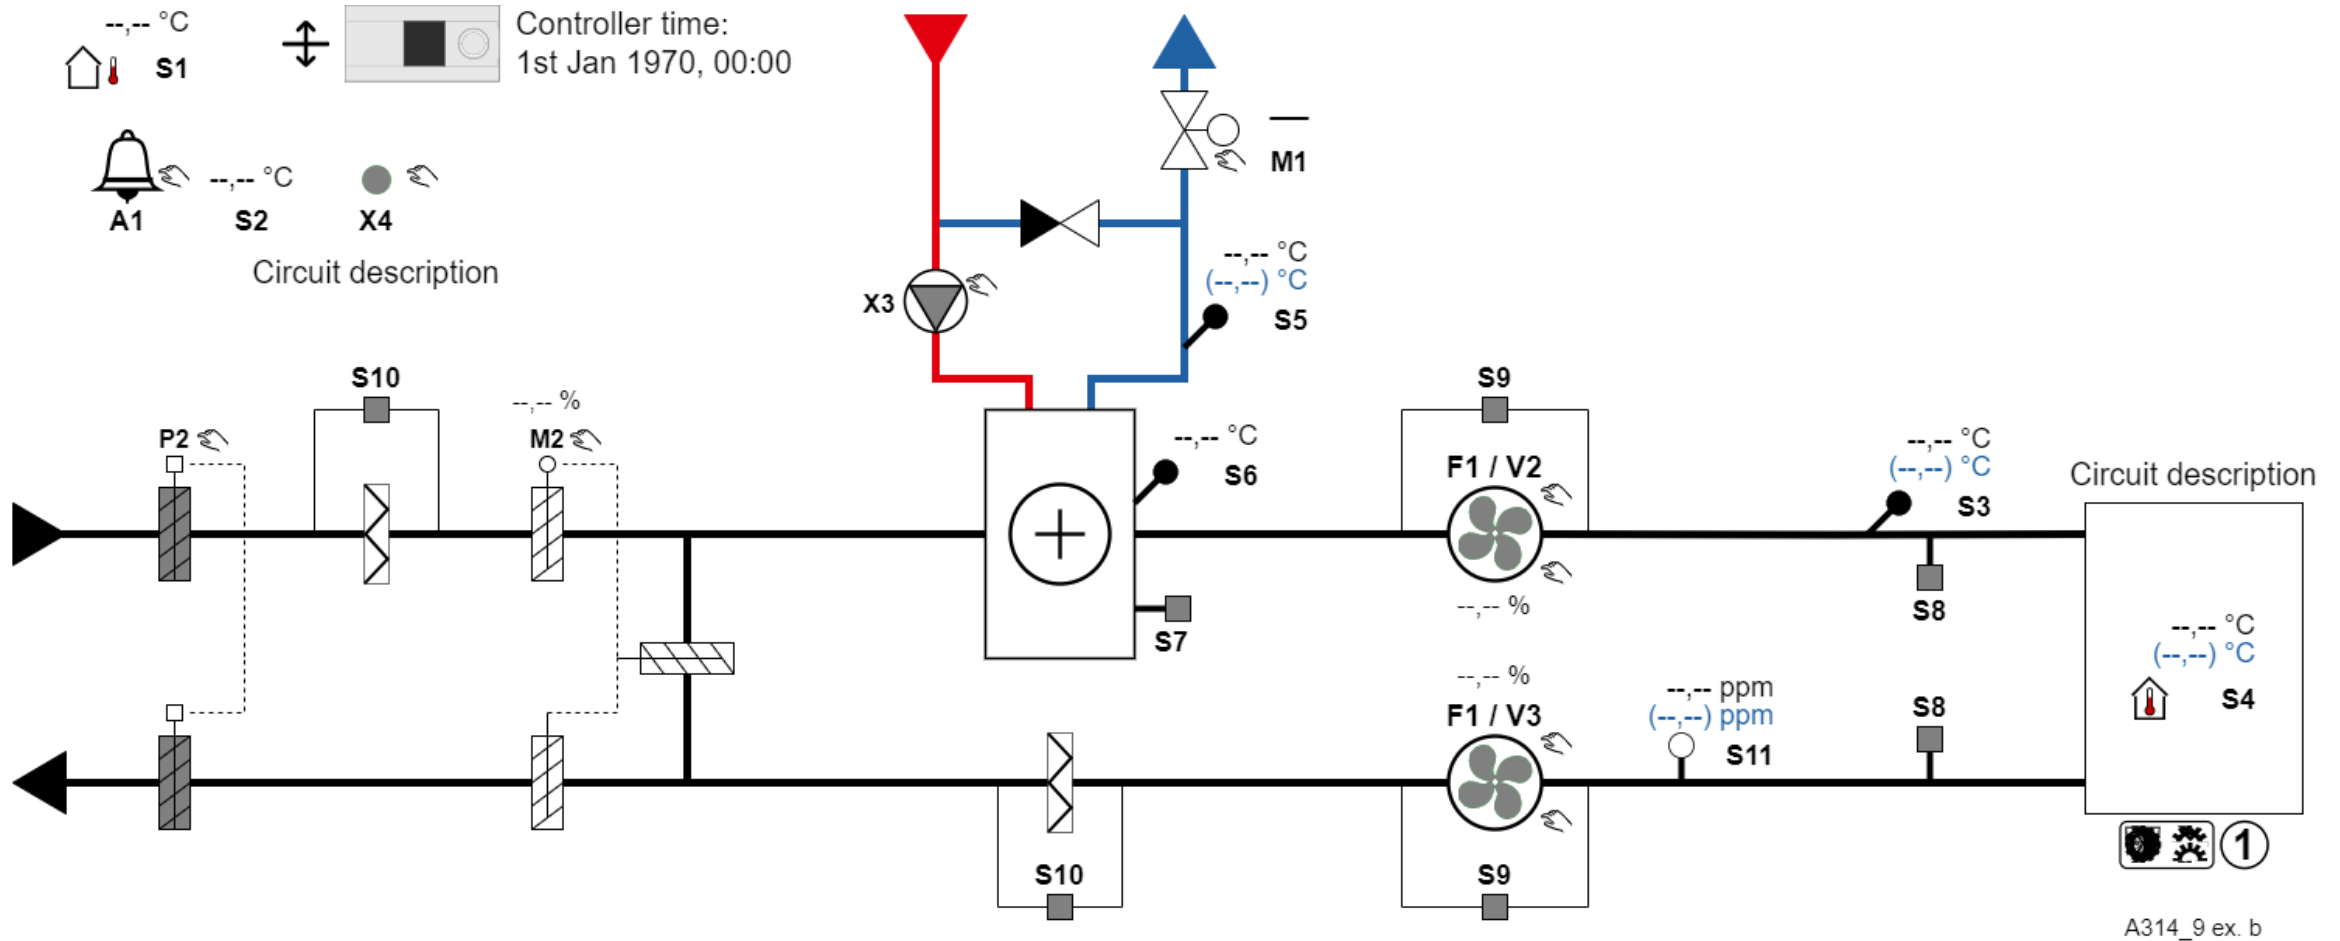 --,-- °C
S1
Controller time:
1st Jan 1970, 00:00
A1
--,-- °C
S2
X4
Circuit description
M1
--,-- °C
(--,--) °C
S5
X3
S10
--,-- %
P2
M2
--,-- °C
S6
S9
F1 / V2
--,-- %
--,-- °C
(--,--) °C
S3
Circuit description
S7
S8
--,-- °C
(--,--) °C
S4
--,-- %
F1 / V3
--,-- ppm
(--,--) ppm
S11
S8
S10
S9
1
A314_9 ex. b